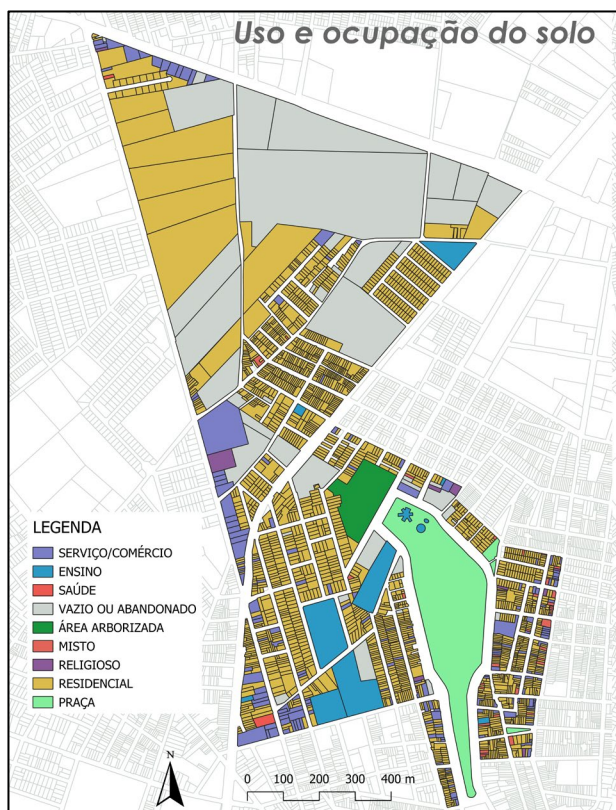 Uso e ocupação do solo
LEGENDA
SERVIÇO/COMÉRCIO
ENSINO
SAÚDE
VAZIO OU ABANDONADO
ÁREA ARBORIZADA
MISTO
RELIGIOSO
RESIDENCIAL
PRAÇA
N
0 100 200 300 400 m